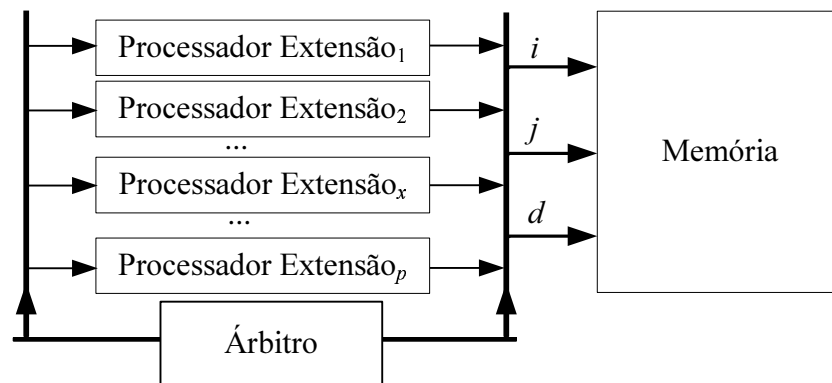 Processador Extensão₁
i
Processador Extensão₂
...
j
Memória
Processador Extensãoₓ
...
d
Processador Extensãoₚ
Árbitro